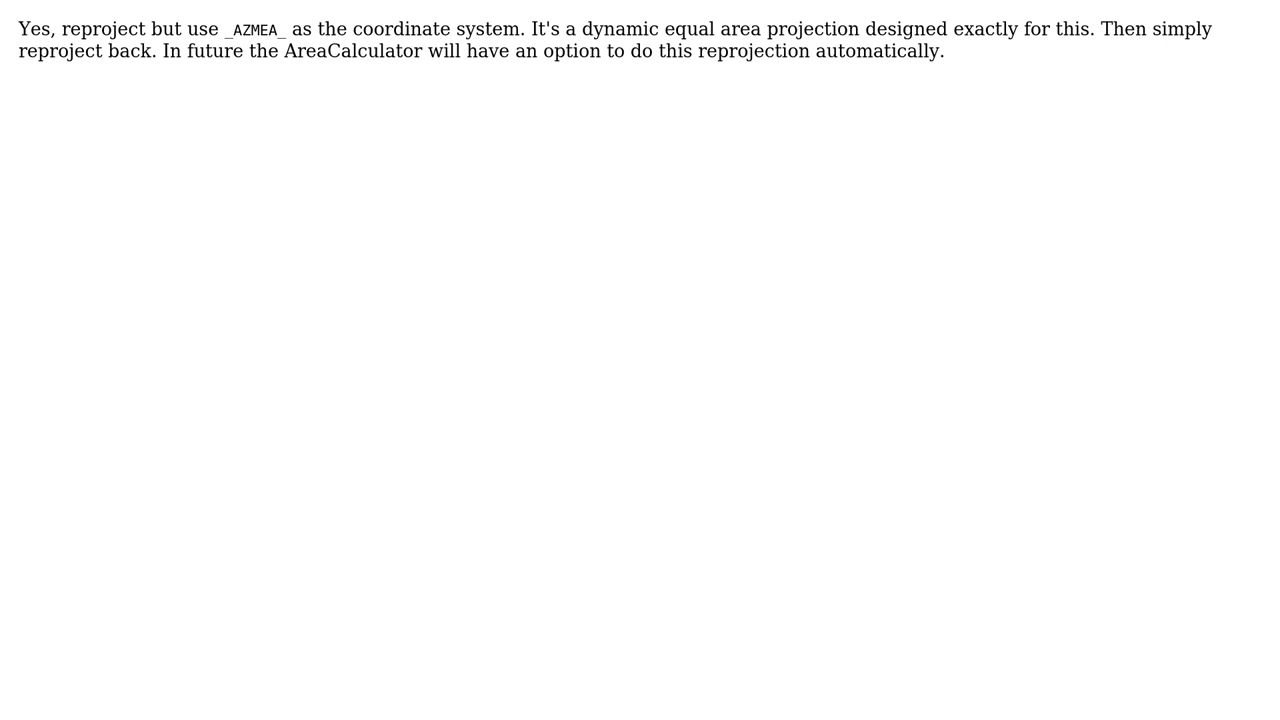 Yes, reproject but use _AZMEA_ as the coordinate system. It's a dynamic equal area projection designed exactly for this. Then simply
reproject back. In future the AreaCalculator will have an option to do this reprojection automatically.